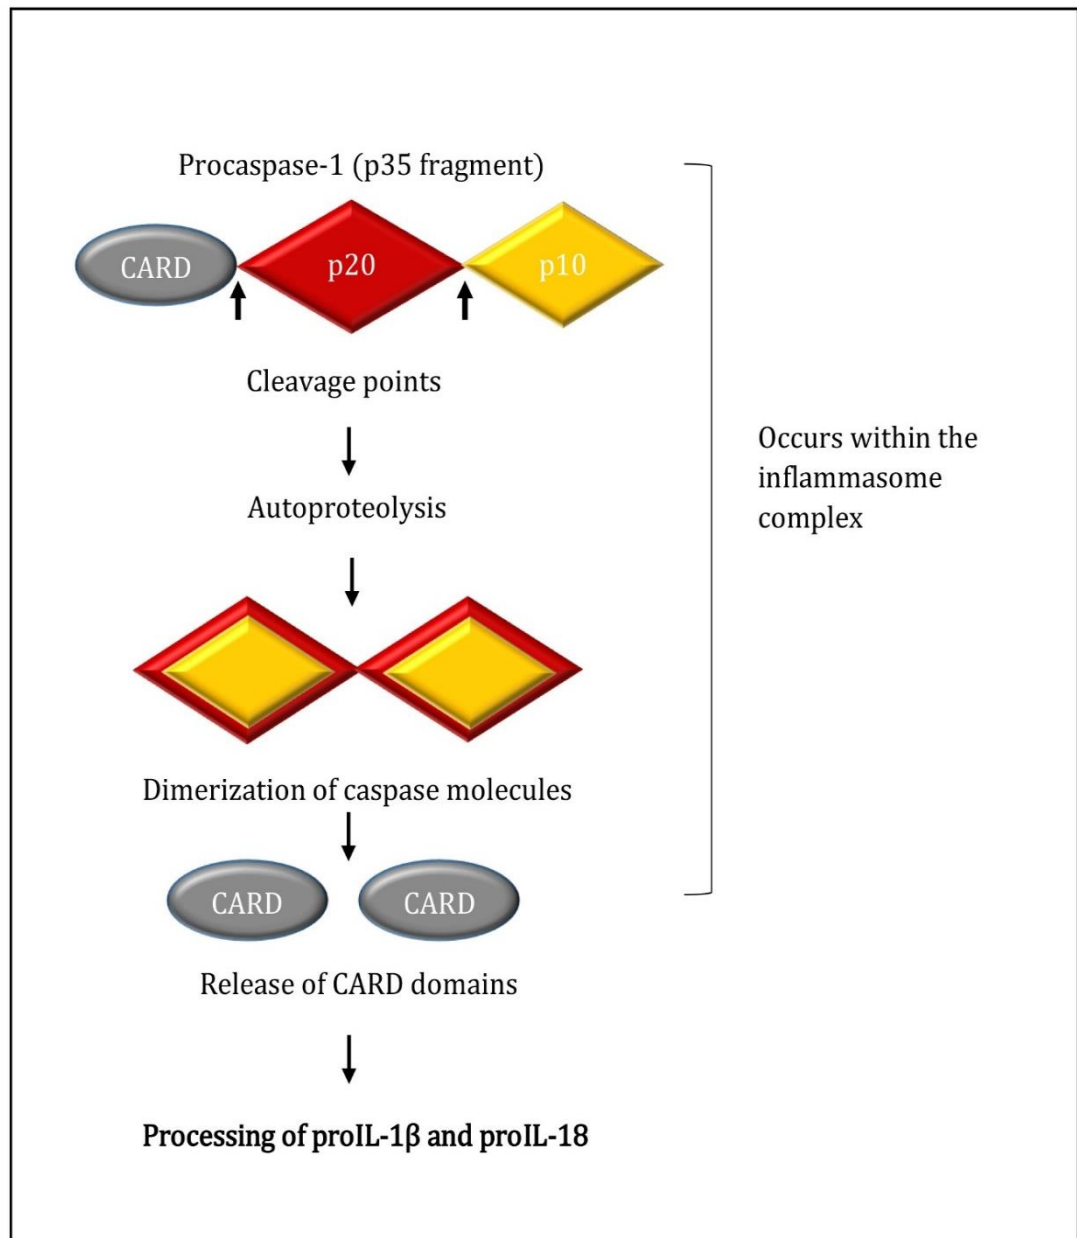 Procaspase-1 (p35 fragment)
CARD
p20
p10
Cleavage points
Autoproteolysis
Occurs within the
inflammasome
complex
Dimerization of caspase molecules
CARD
CARD
Release of CARD domains
Processing of proIL-1β and proIL-18